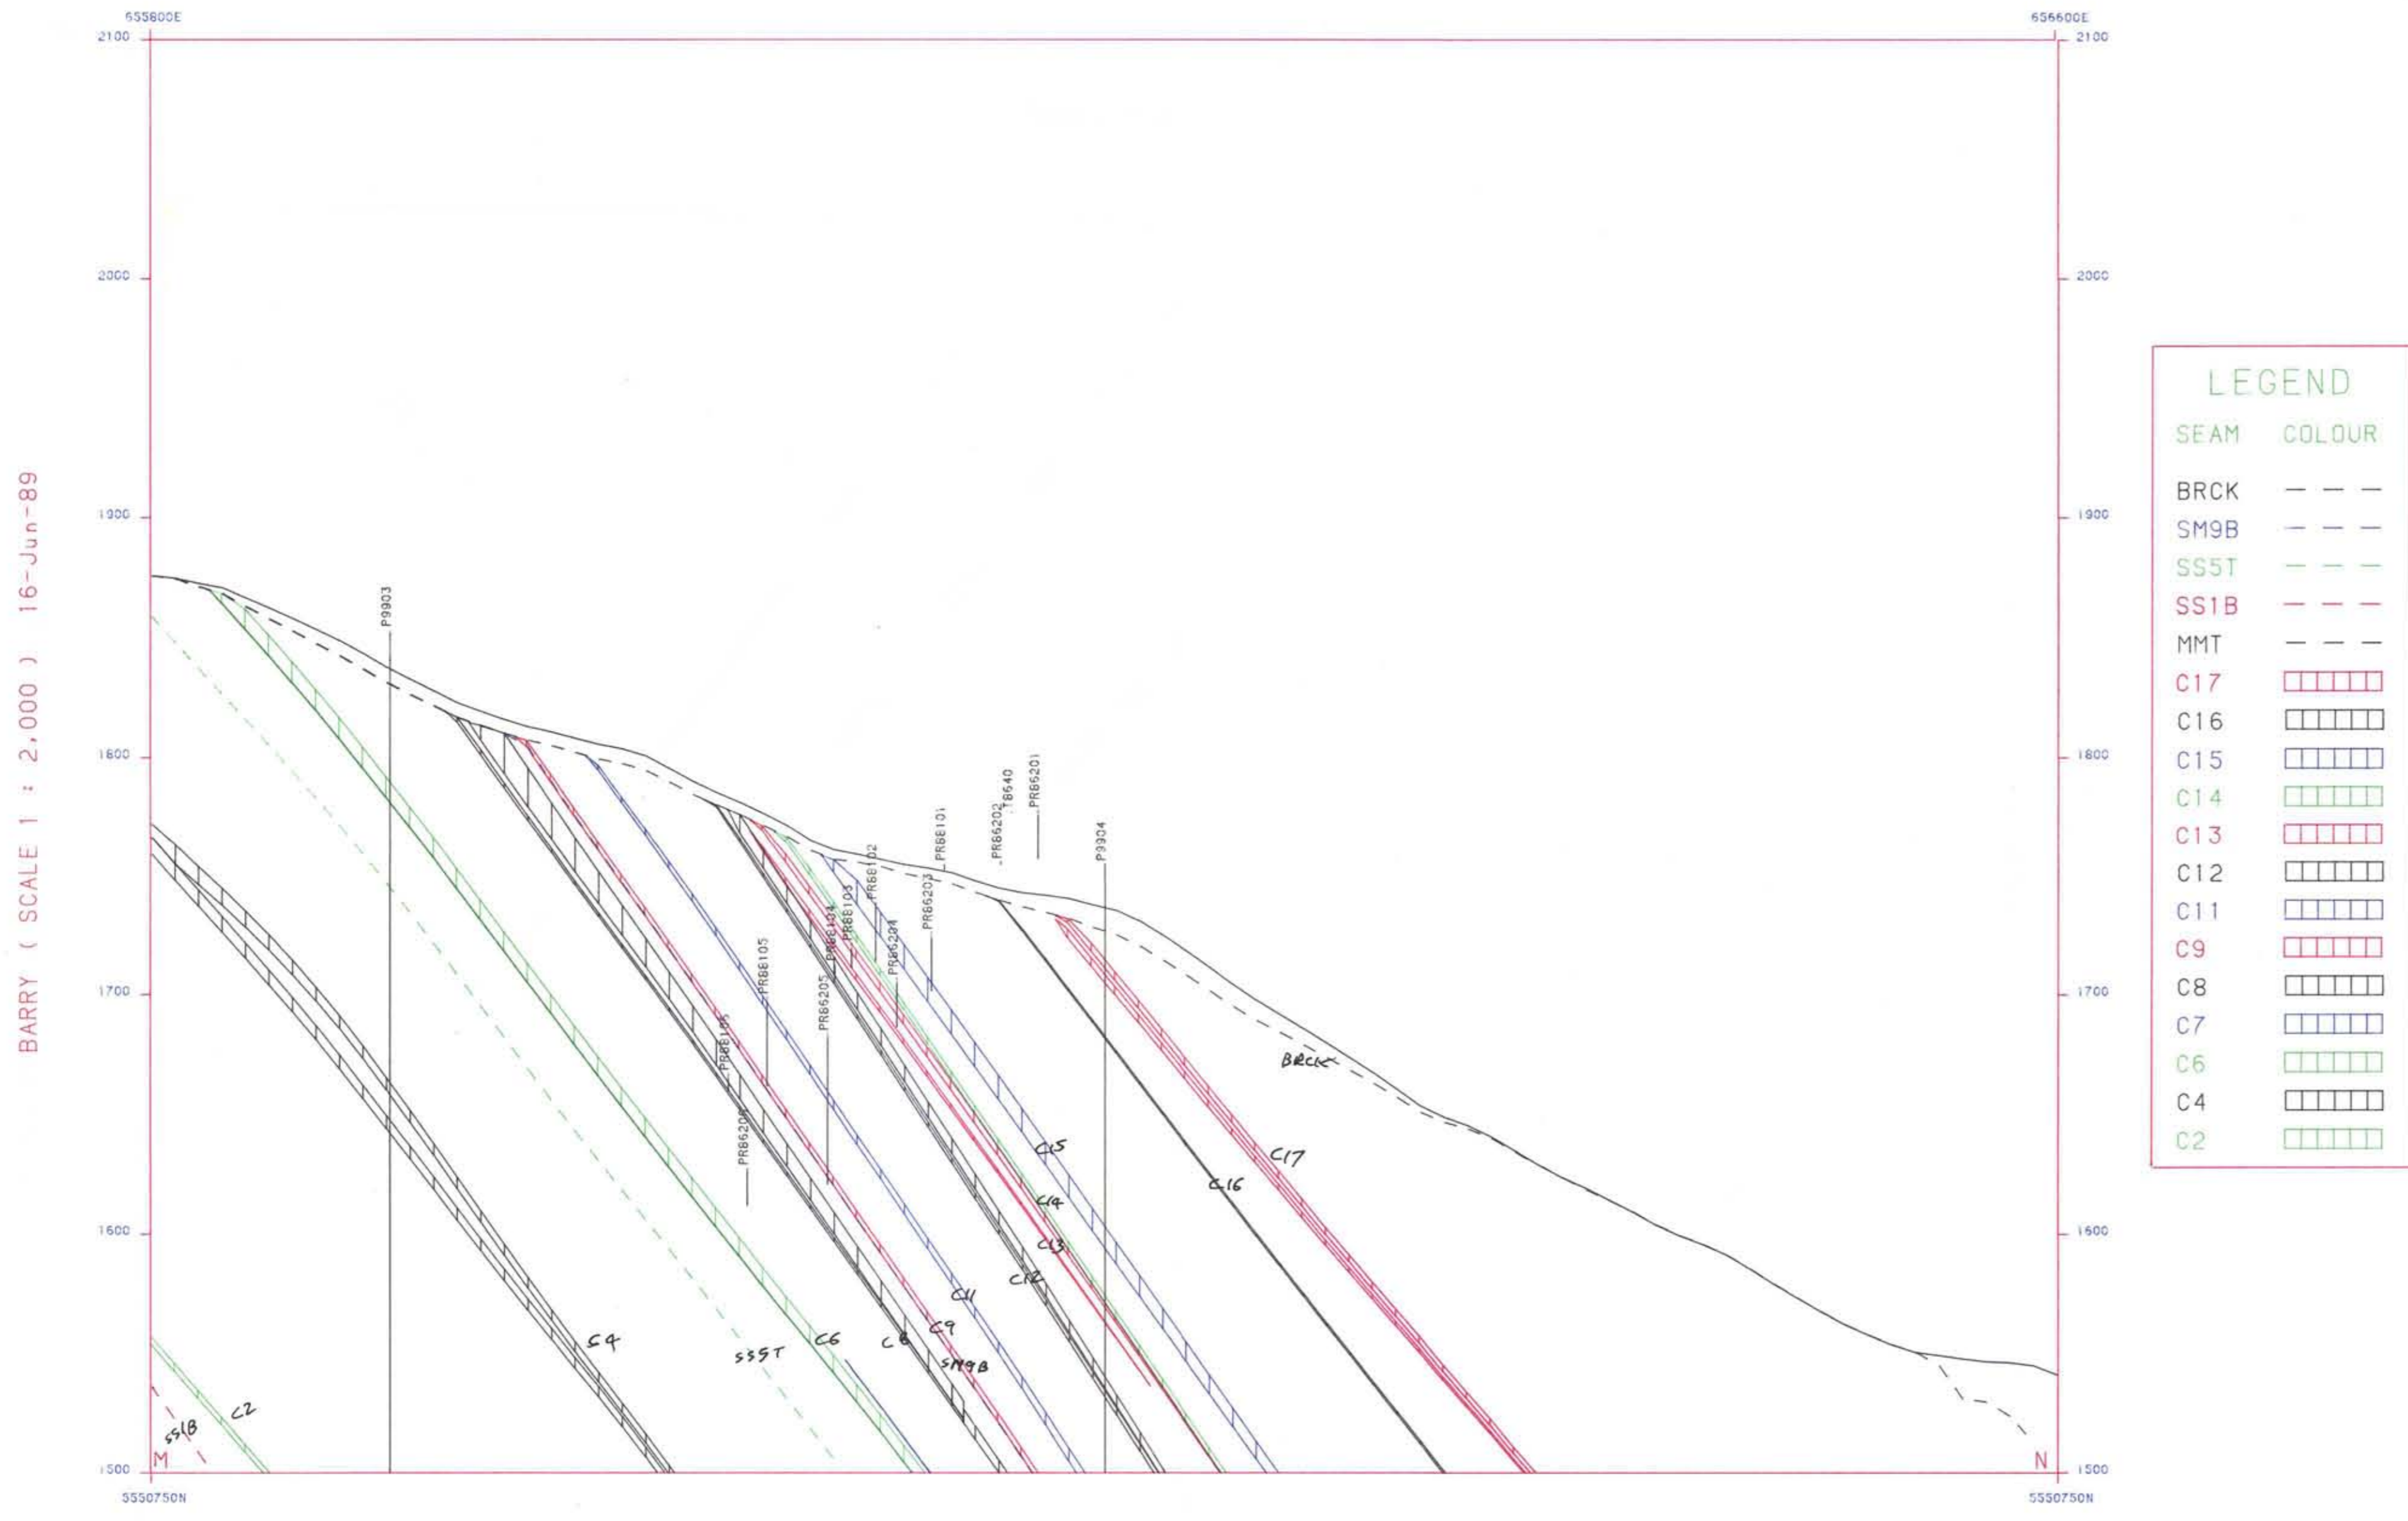 655800E
656600E
2100
2100
2000
2000
1900
1900
1800
1800
1700
1700
1600
1600
1500
1500
5550750N
5550750N
M
N
BARRY ( SCALE 1 : 2,000 ) 16-Jun-89
P9903
PR88105
PR86205
PR88104
PR88103
PR88102
PR86204
PR86203
PR88101
PR86202
T8640
PR86201
P9904
BRCK
C17
C16
C15
C14
C13
C12
C11
C9
C8
SM9B
C6
SS5T
C4
C2
SS1B
LEGEND
SEAM COLOUR
BRCK
SM9B
SS5T
SS1B
MMT
C17
C16
C15
C14
C13
C12
C11
C9
C8
C7
C6
C4
C2